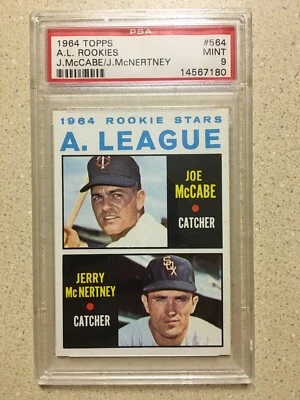 PSA
1964 TOPPS #564
A.L. ROOKIES MINT
J.McCABE/J.McNERTNEY 9
14567180
1964 ROOKIE STARS
A. LEAGUE
JOE
McCABE
CATCHER
JERRY
McNERTNEY
CATCHER